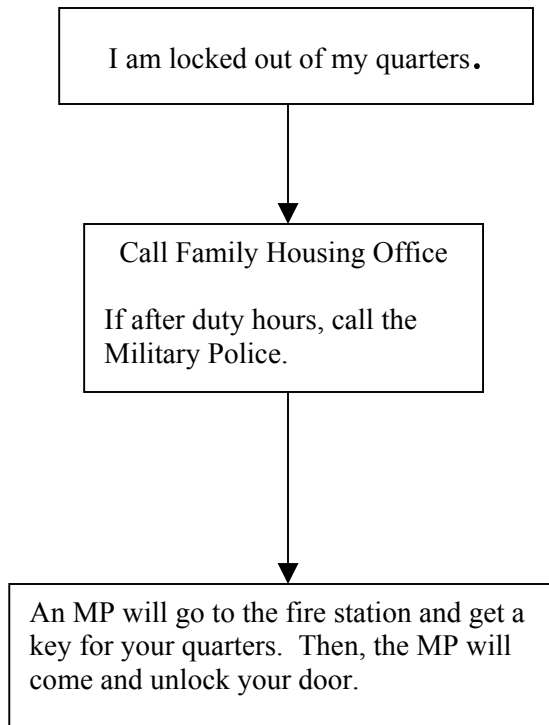 I am locked out of my quarters.
Call Family Housing Office
If after duty hours, call the
Military Police.
An MP will go to the fire station and get a
key for your quarters.  Then, the MP will
come and unlock your door.